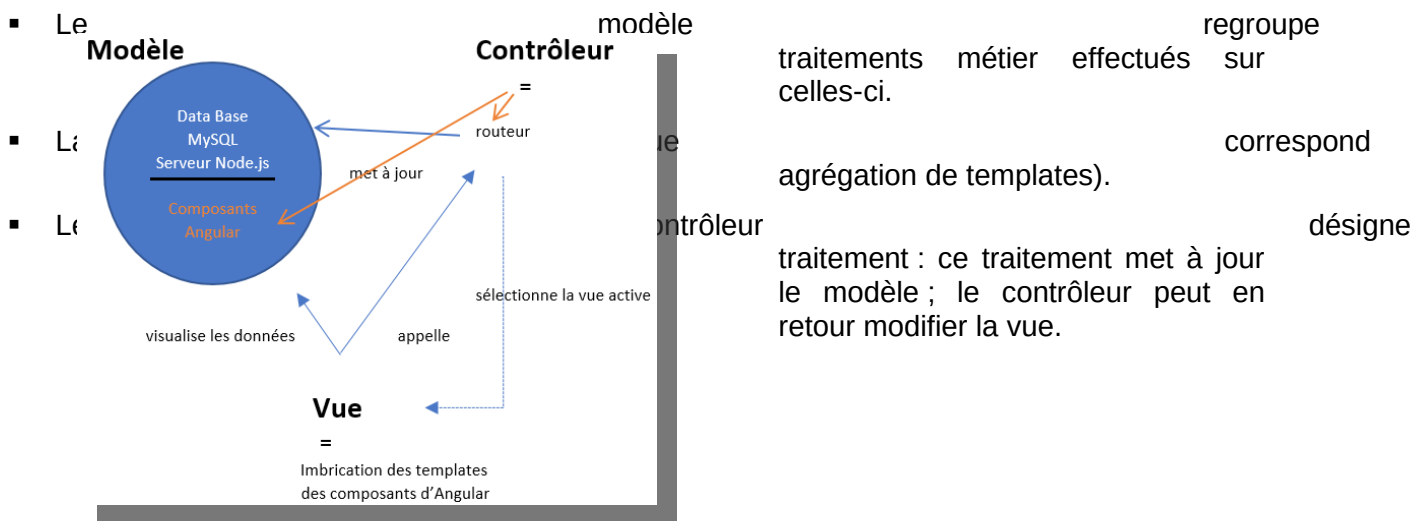 Le modèle regroupe
traitements métier effectués sur
celles-ci.
correspond
agrégation de templates).
désigne
traitement : ce traitement met à jour
le modèle ; le contrôleur peut en
retour modifier la vue.
Modèle
Contrôleur
=
Data Base
MySQL
Serveur Node.js
Composants
Angular
routeur
met à jour
sélectionne la vue active
visualise les données
appelle
Vue
=
Imbrication des templates
des composants d'Angular